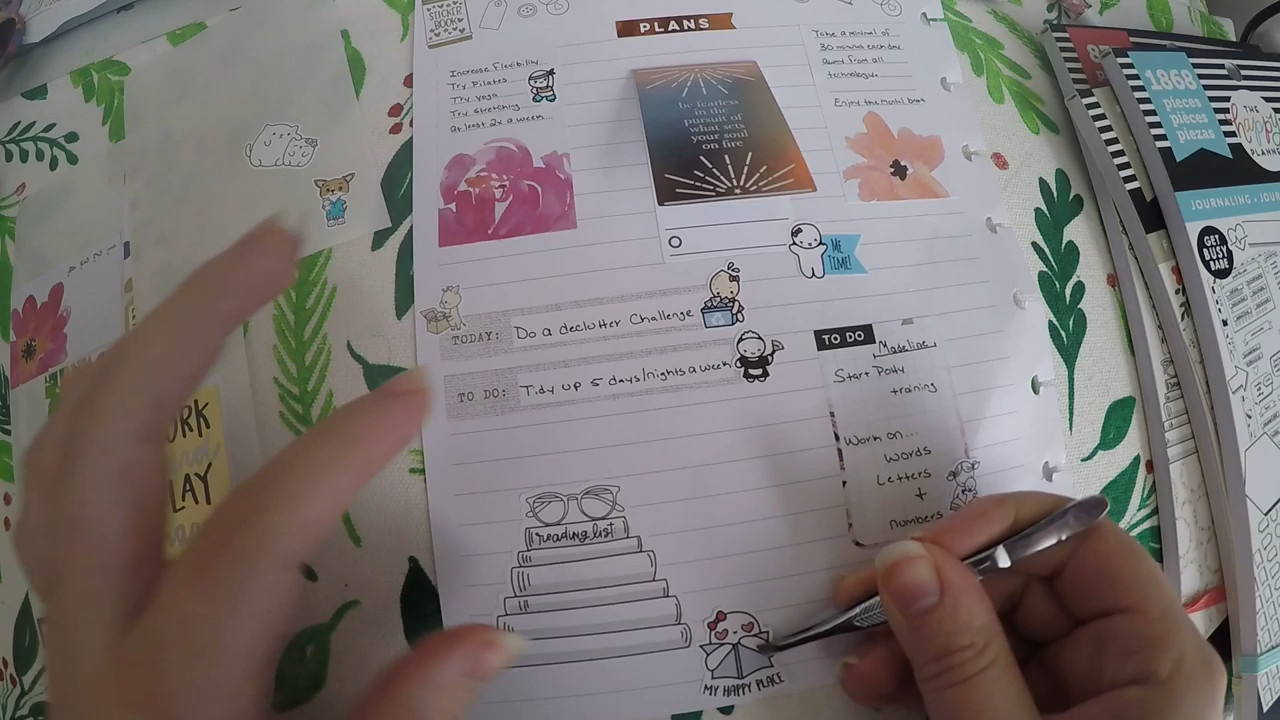 STICKER
BOOK
PLANS
Increase Flexibility
Try Pilates
Try yoga
Try stretching
At least 2x a week...
be fearless
in the
pursuit of
what sets
your soul
on fire
Take a minimal of
30 minutes each day
away from all
technology.
Enjoy the mental break
ME
TIME!
TODAY: Do a declutter Challenge
TO DO: Tidy up 5 days/nights a week
TO DO
Madeline
Start Potty
training
Work on...
words
Letters
+
numbers
reading list
MY HAPPY PLACE
WORK
PLAY
1868
pieces
pièces
piezas
the happy
PLANNER
JOURNALING • JOUR
GET
BUSY
BABE